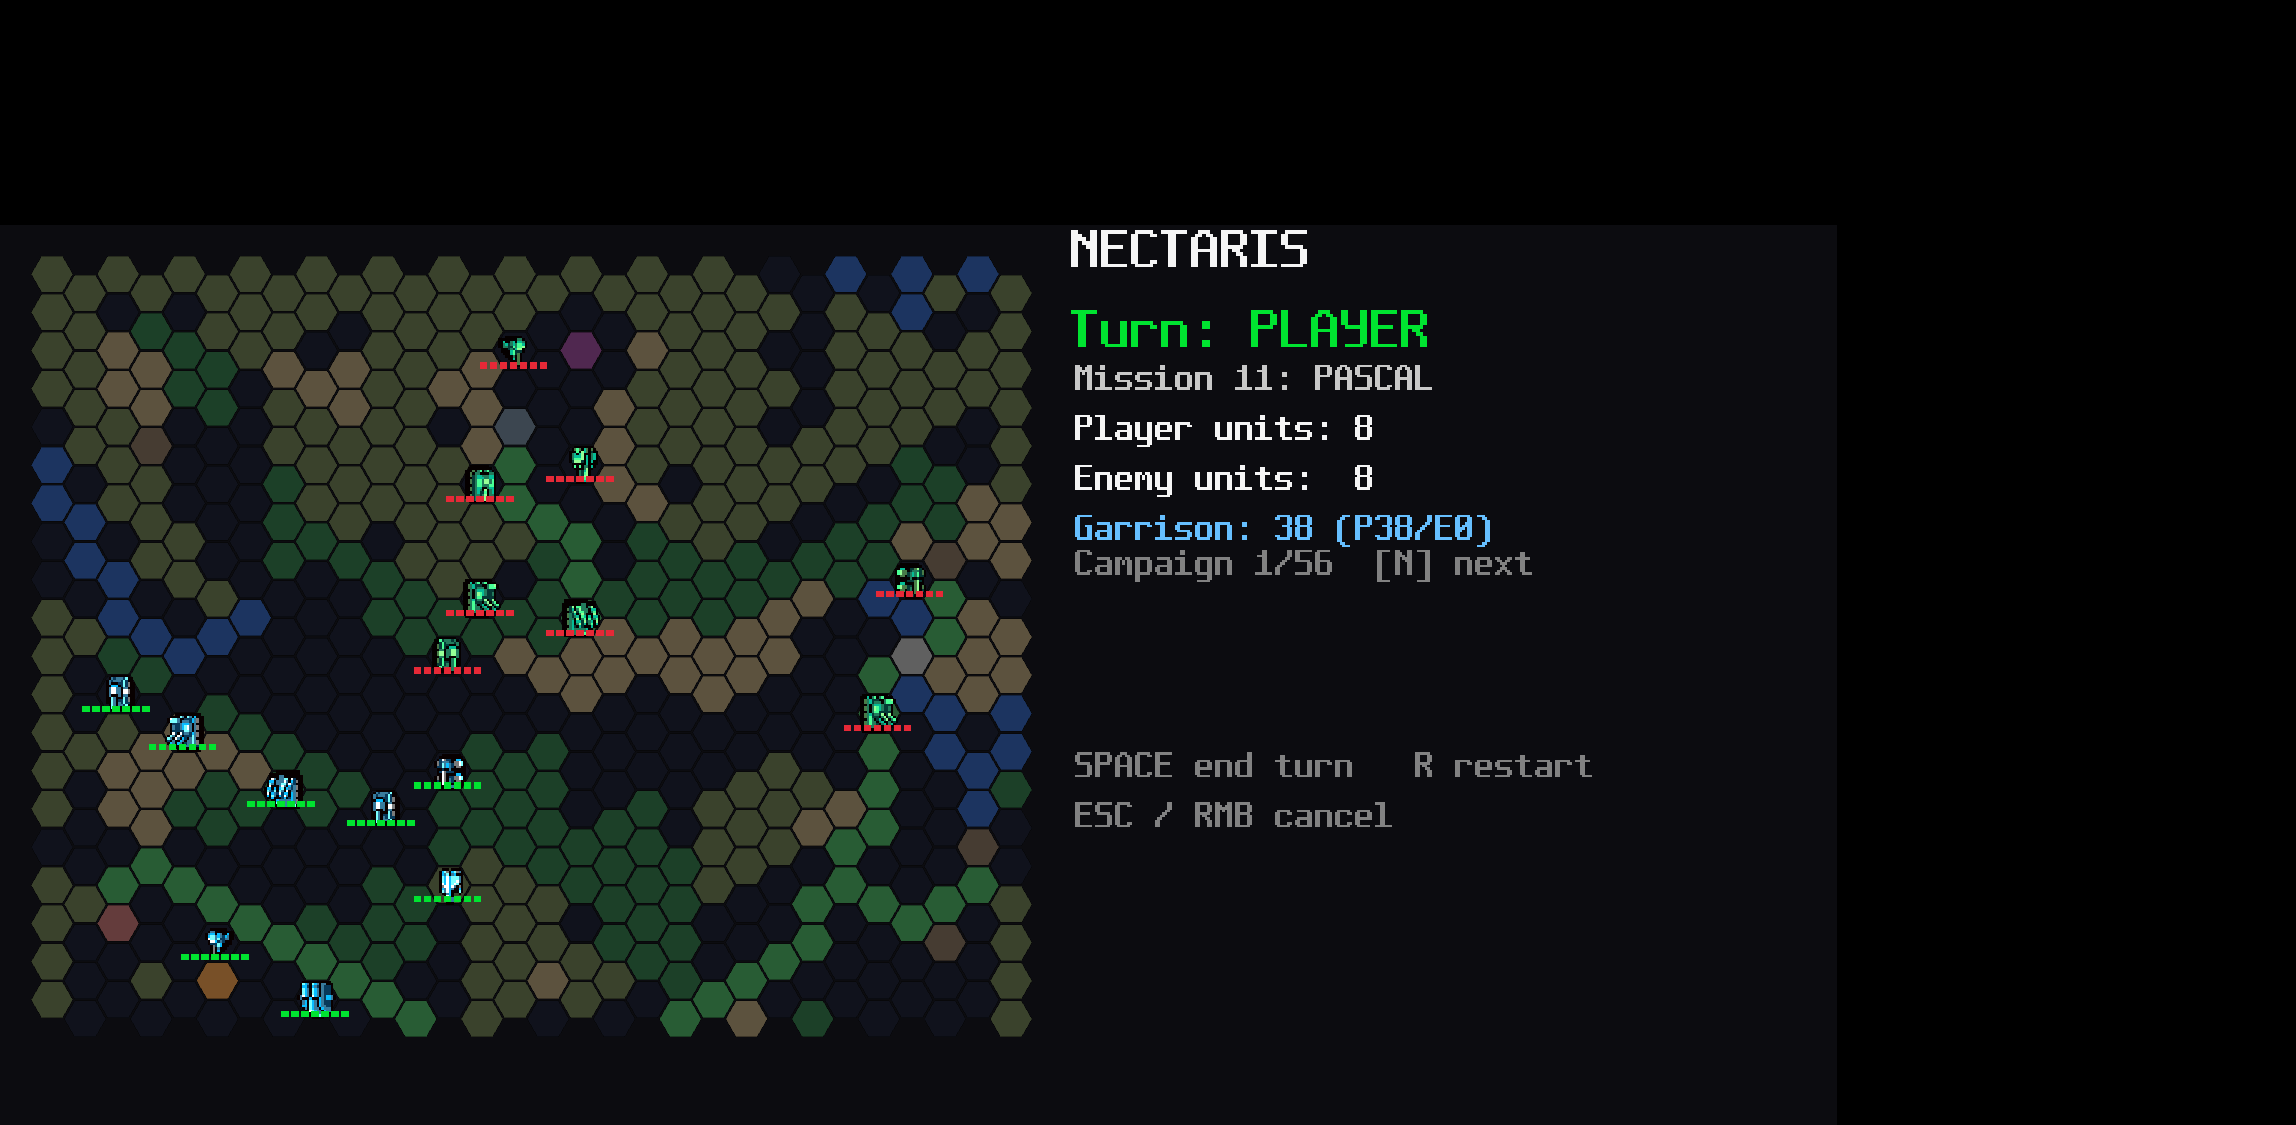 NECTARIS
Turn: PLAYER
Mission 11: PASCAL
Player units: 8
Enemy units: 8
Garrison: 38 (P38/E0)
Campaign 1/56 [N] next
SPACE end turn R restart
ESC / RMB cancel